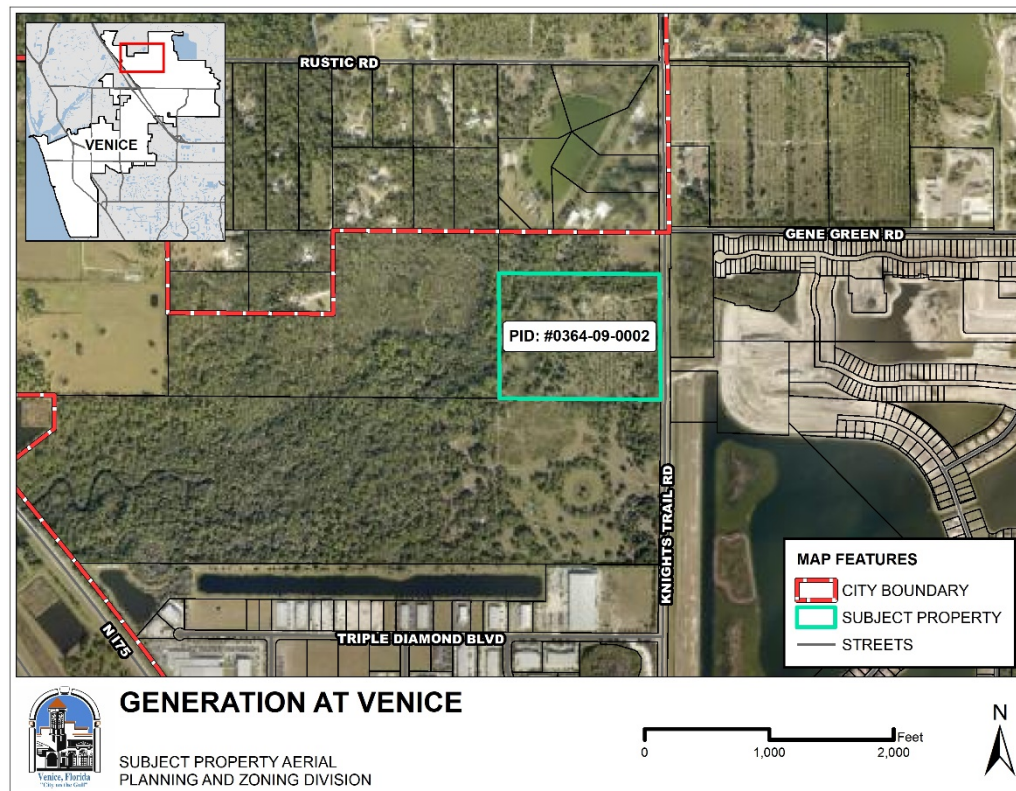 VENICE
RUSTIC RD
GENE GREEN RD
PID: #0364-09-0002
KNIGHTS TRAIL RD
N I75
TRIPLE DIAMOND BLVD
MAP FEATURES
CITY BOUNDARY
SUBJECT PROPERTY
STREETS
Venice, Florida
"City on the Gulf"
GENERATION AT VENICE
SUBJECT PROPERTY AERIAL
PLANNING AND ZONING DIVISION
Feet
0 1,000 2,000
N